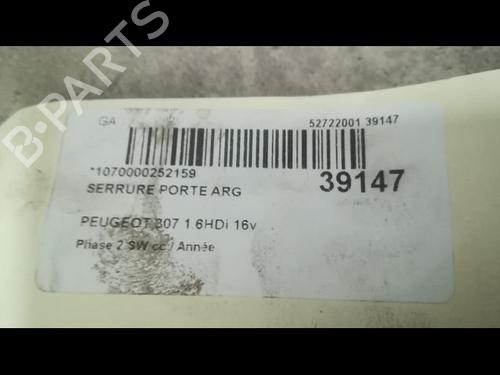 B-PARTS
GA
52722001 39147
*1070000252159
39147
SERRURE PORTE ARG
PEUGEOT 307 1.6HDi 16v
Phase 2 SW cc / Année